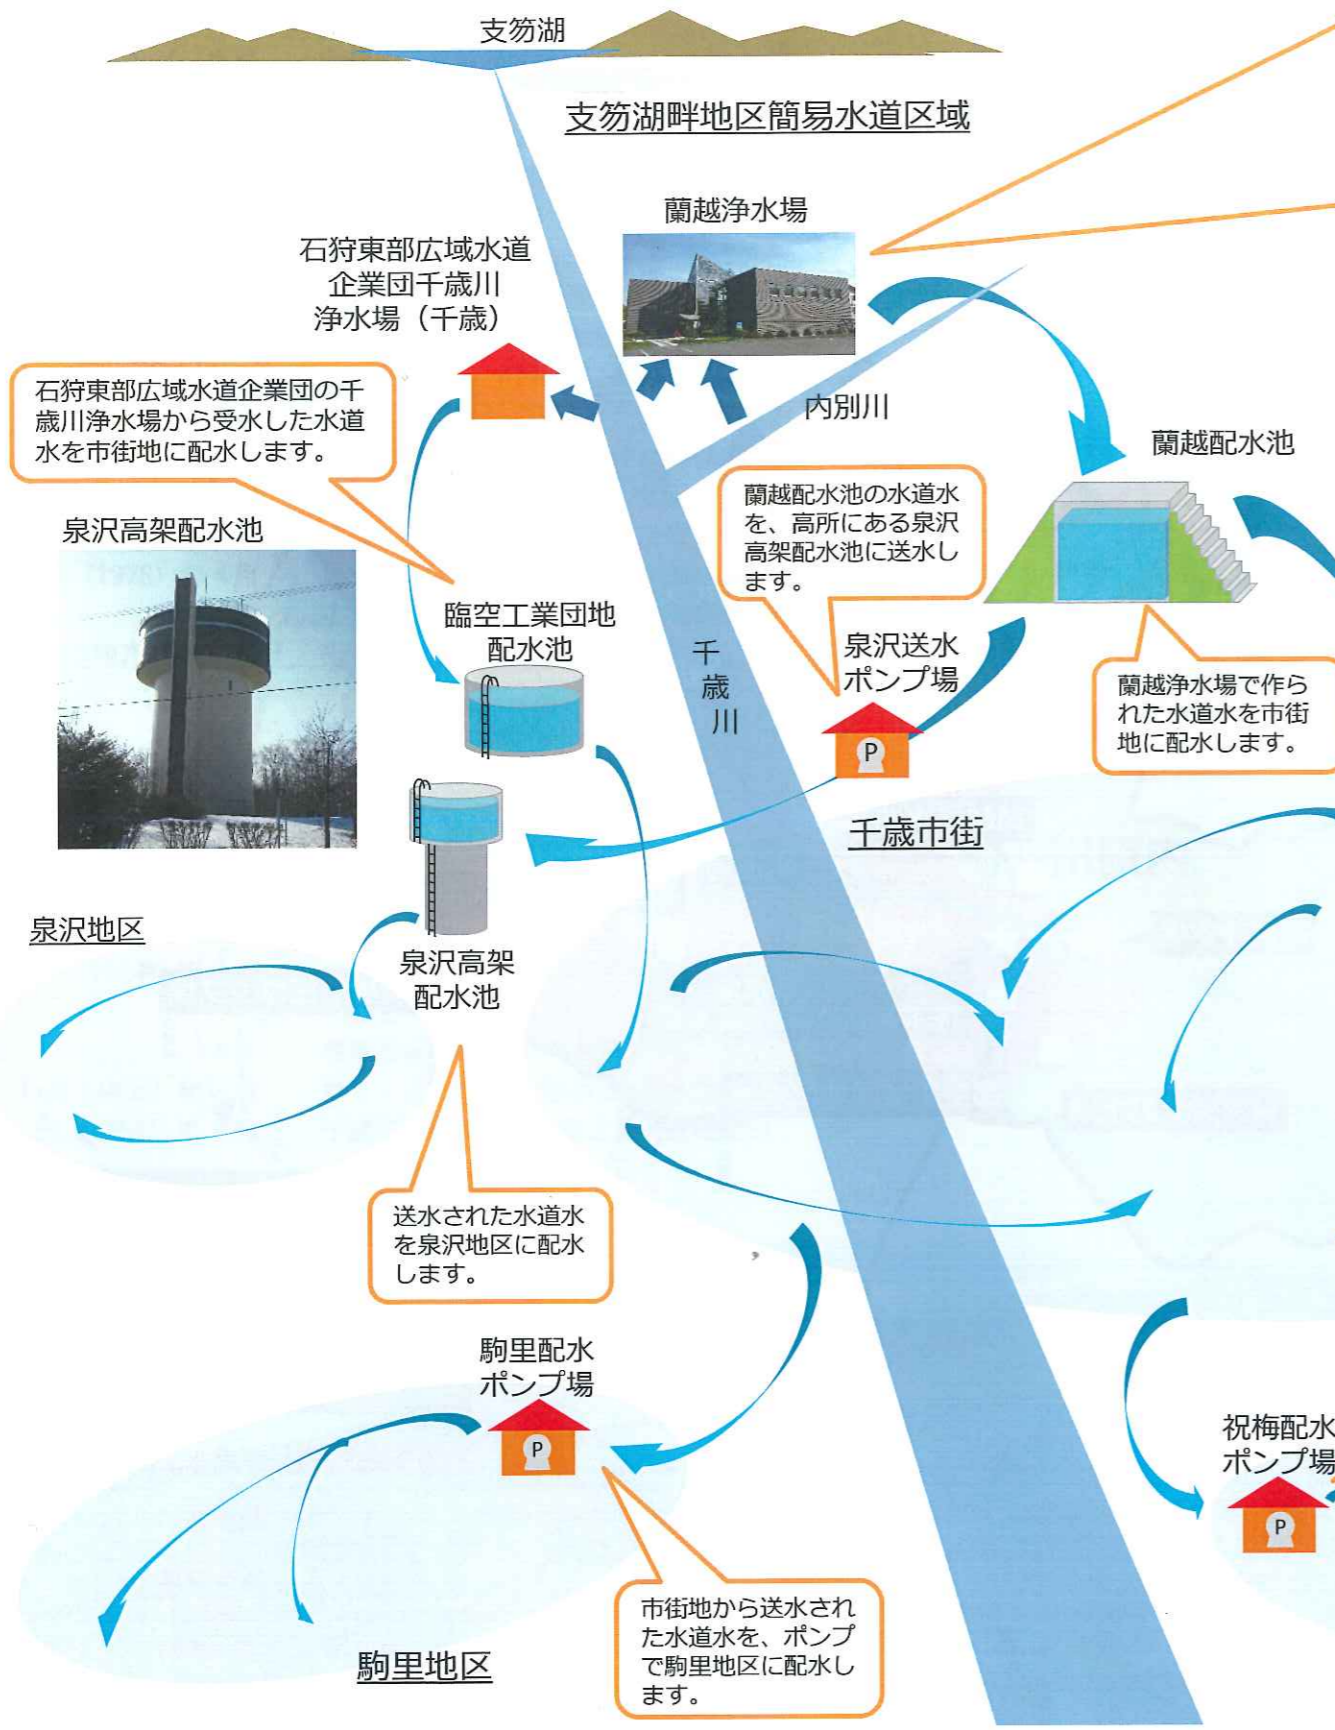 支笏湖
支笏湖畔地区簡易水道区域
蘭越浄水場
石狩東部広域水道
企業団千歳川
浄水場（千歳）
石狩東部広域水道企業団の千
歳川浄水場から受水した水道
水を市街地に配水します。
内別川
蘭越配水池
蘭越配水池の水道水
を、高所にある泉沢
高架配水池に送水し
ます。
泉沢高架配水池
臨空工業団地
配水池
千歳川
泉沢送水
ポンプ場
P
蘭越浄水場で作ら
れた水道水を市街
地に配水します。
千歳市街
泉沢地区
泉沢高架
配水池
送水された水道水
を泉沢地区に配水
します。
駒里配水
ポンプ場
P
祝梅配水
ポンプ場
P
市街地から送水され
た水道水を、ポンプ
で駒里地区に配水し
ます。
駒里地区